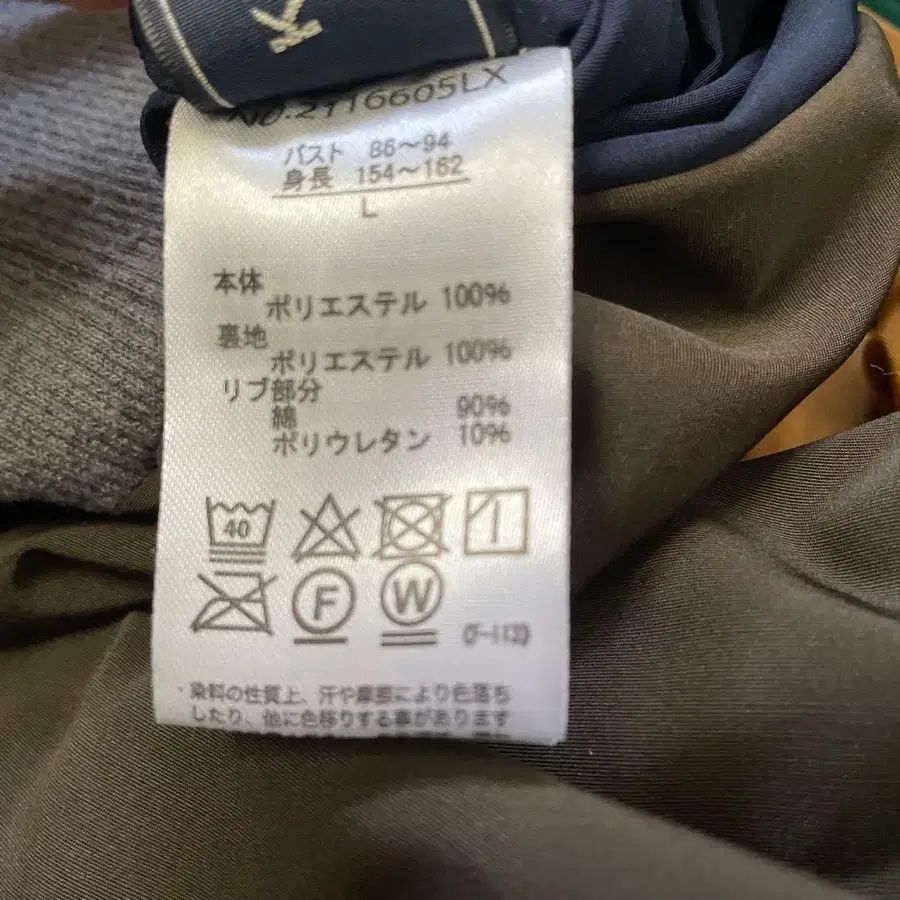 K
NO.2116605LX
バスト 86～94
身長 154～162
L
本体
ポリエステル 100%
裏地
ポリエステル 100%
リブ部分
綿 90%
ポリウレタン 10%
40
F
W
(F-113)
・染料の性質上、汗や摩擦により色落ち
したり、他に色移りする事があります